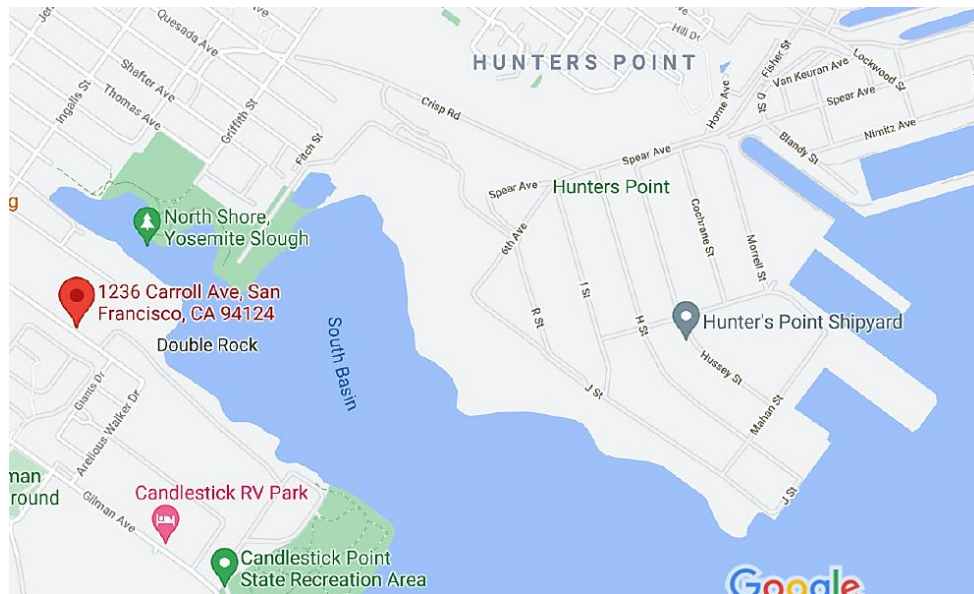 Quesada Ave
Hill Dr
HUNTERS POINT
Fisher St
Lockwood St
Van Keuran Ave
Shafter Ave
Ingalls St
Thomas Ave
Griffith St
Crisp Rd
Horne Ave
D St
Spear Ave
Nimitz Ave
Fitch St
Spear Ave
Blandy St
Spear Ave
Hunters Point
North Shore,
Yosemite Slough
6th Ave
Cochrane St
Morrell St
1236 Carroll Ave, San
Francisco, CA 94124
Double Rock
South Basin
R St
I St
H St
Hunter's Point Shipyard
Hussey St
Giants Dr
Arelious Walker Dr
J St
Mahan St
man
round
Gilman Ave
Candlestick RV Park
J St
Candlestick Point
State Recreation Area
Google